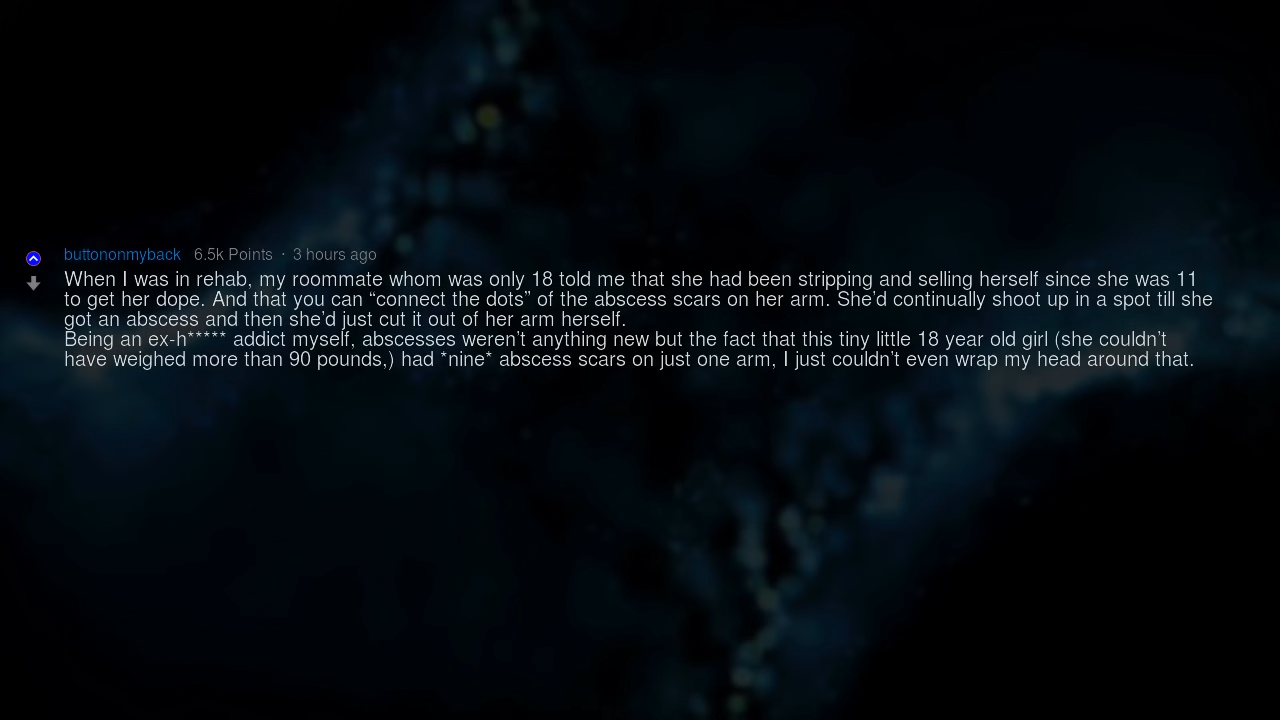 buttononmyback 6.5k Points · 3 hours ago
When I was in rehab, my roommate whom was only 18 told me that she had been stripping and selling herself since she was 11
to get her dope. And that you can “connect the dots” of the abscess scars on her arm. She’d continually shoot up in a spot till she
got an abscess and then she’d just cut it out of her arm herself.
Being an ex-h***** addict myself, abscesses weren’t anything new but the fact that this tiny little 18 year old girl (she couldn’t
have weighed more than 90 pounds,) had *nine* abscess scars on just one arm, I just couldn’t even wrap my head around that.